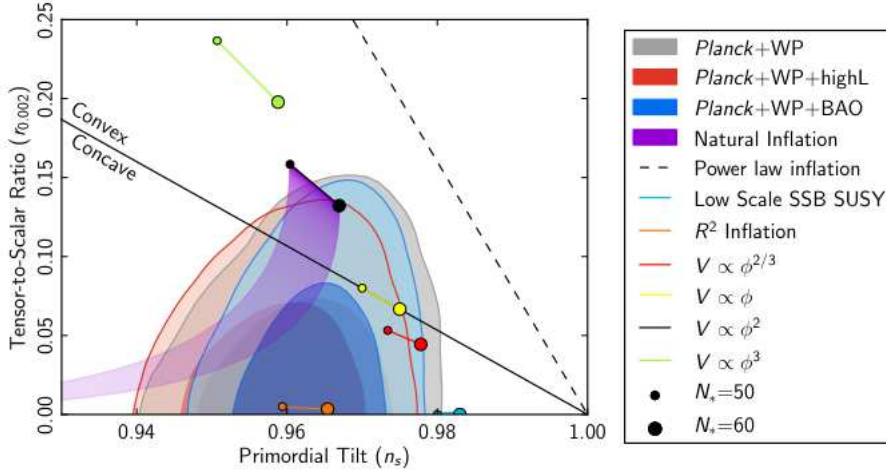 Tensor-to-Scalar Ratio (r0.002)
0.25
0.20
0.15
0.10
0.05
0.00
Convex
Concave
0.94
0.96
0.98
1.00
Primordial Tilt (ns)
Planck+WP
Planck+WP+highL
Planck+WP+BAO
Natural Inflation
Power law inflation
Low Scale SSB SUSY
R² Inflation
V ∝ φ^2/3
V ∝ φ
V ∝ φ²
V ∝ φ³
N*=50
N*=60